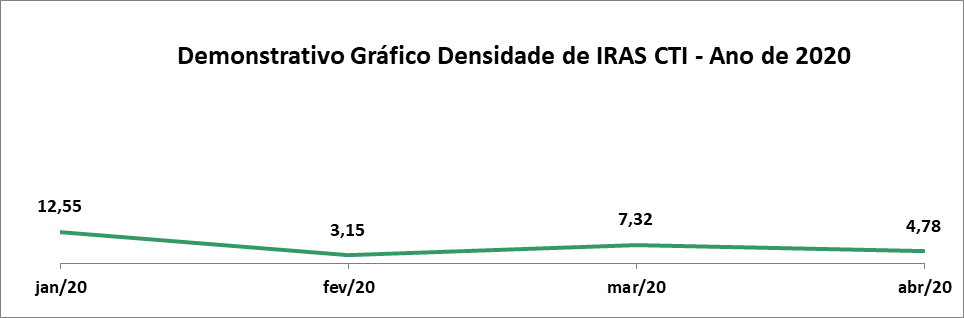 Demonstrativo Gráfico Densidade de IRAS CTI - Ano de 2020
12,55
3,15
7,32
4,78
jan/20
fev/20
mar/20
abr/20